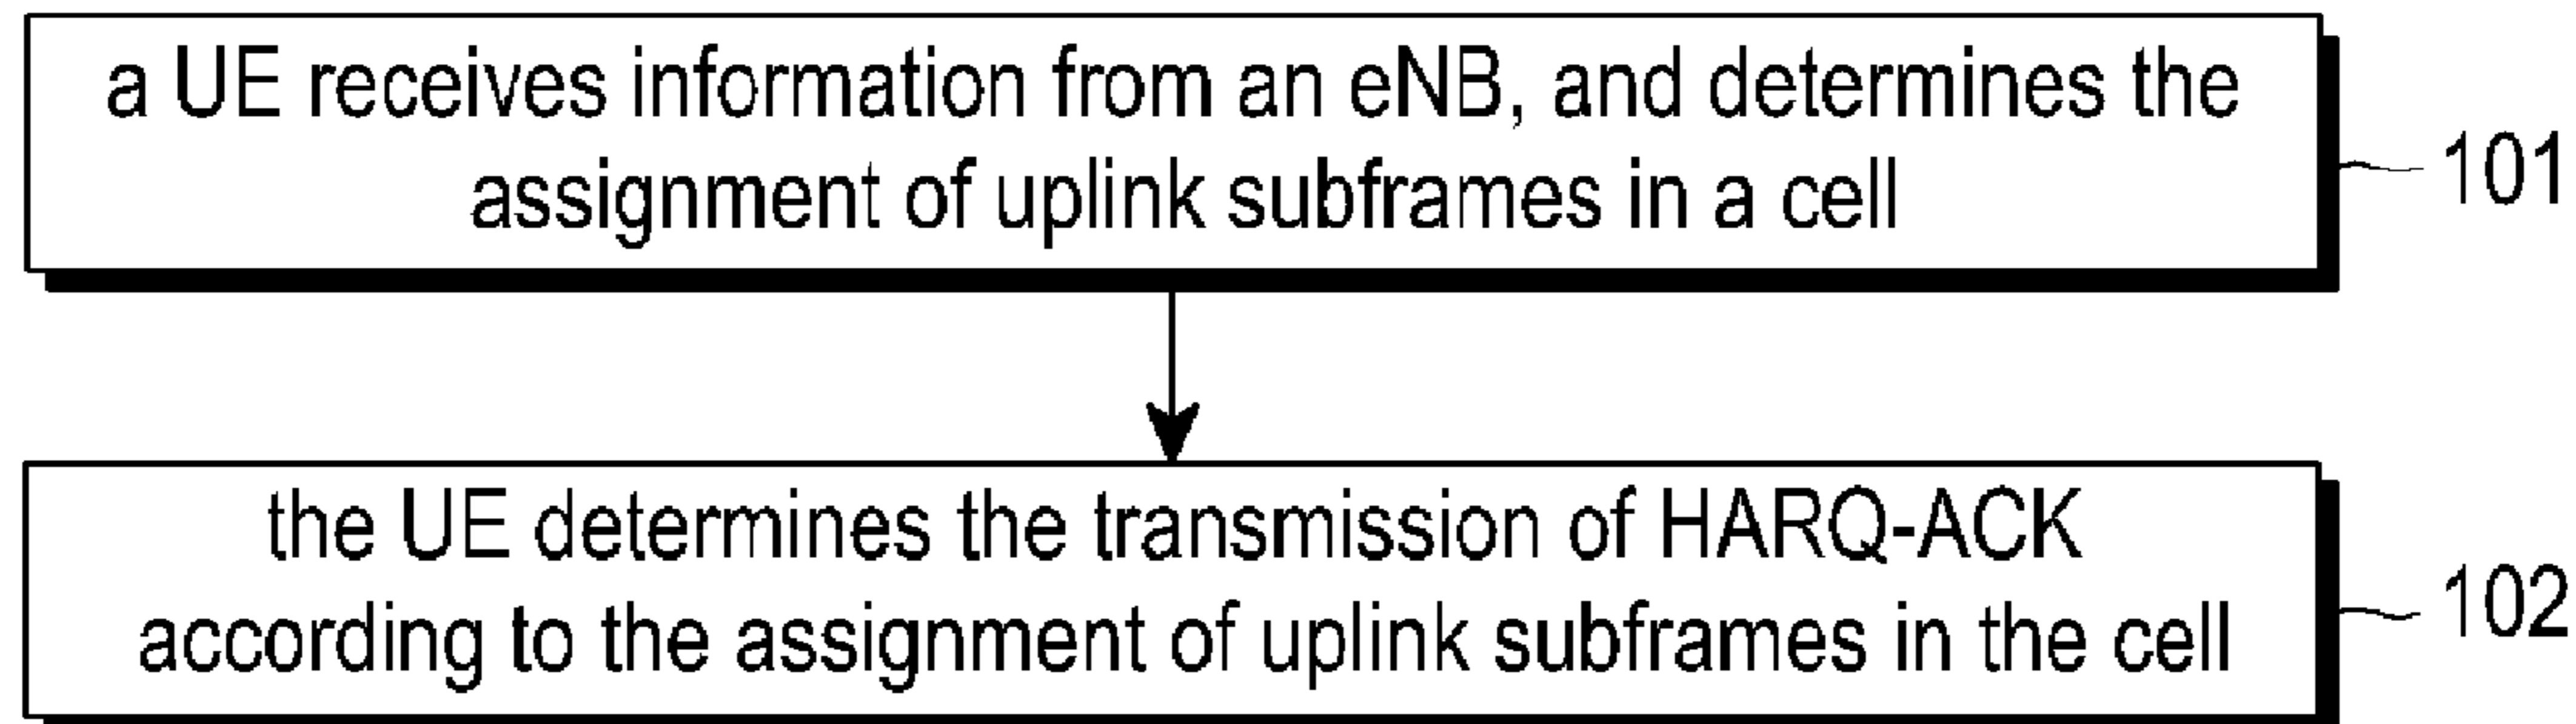 a UE receives information from an eNB, and determines the
assignment of uplink subframes in a cell
101
the UE determines the transmission of HARQ-ACK
according to the assignment of uplink subframes in the cell
102